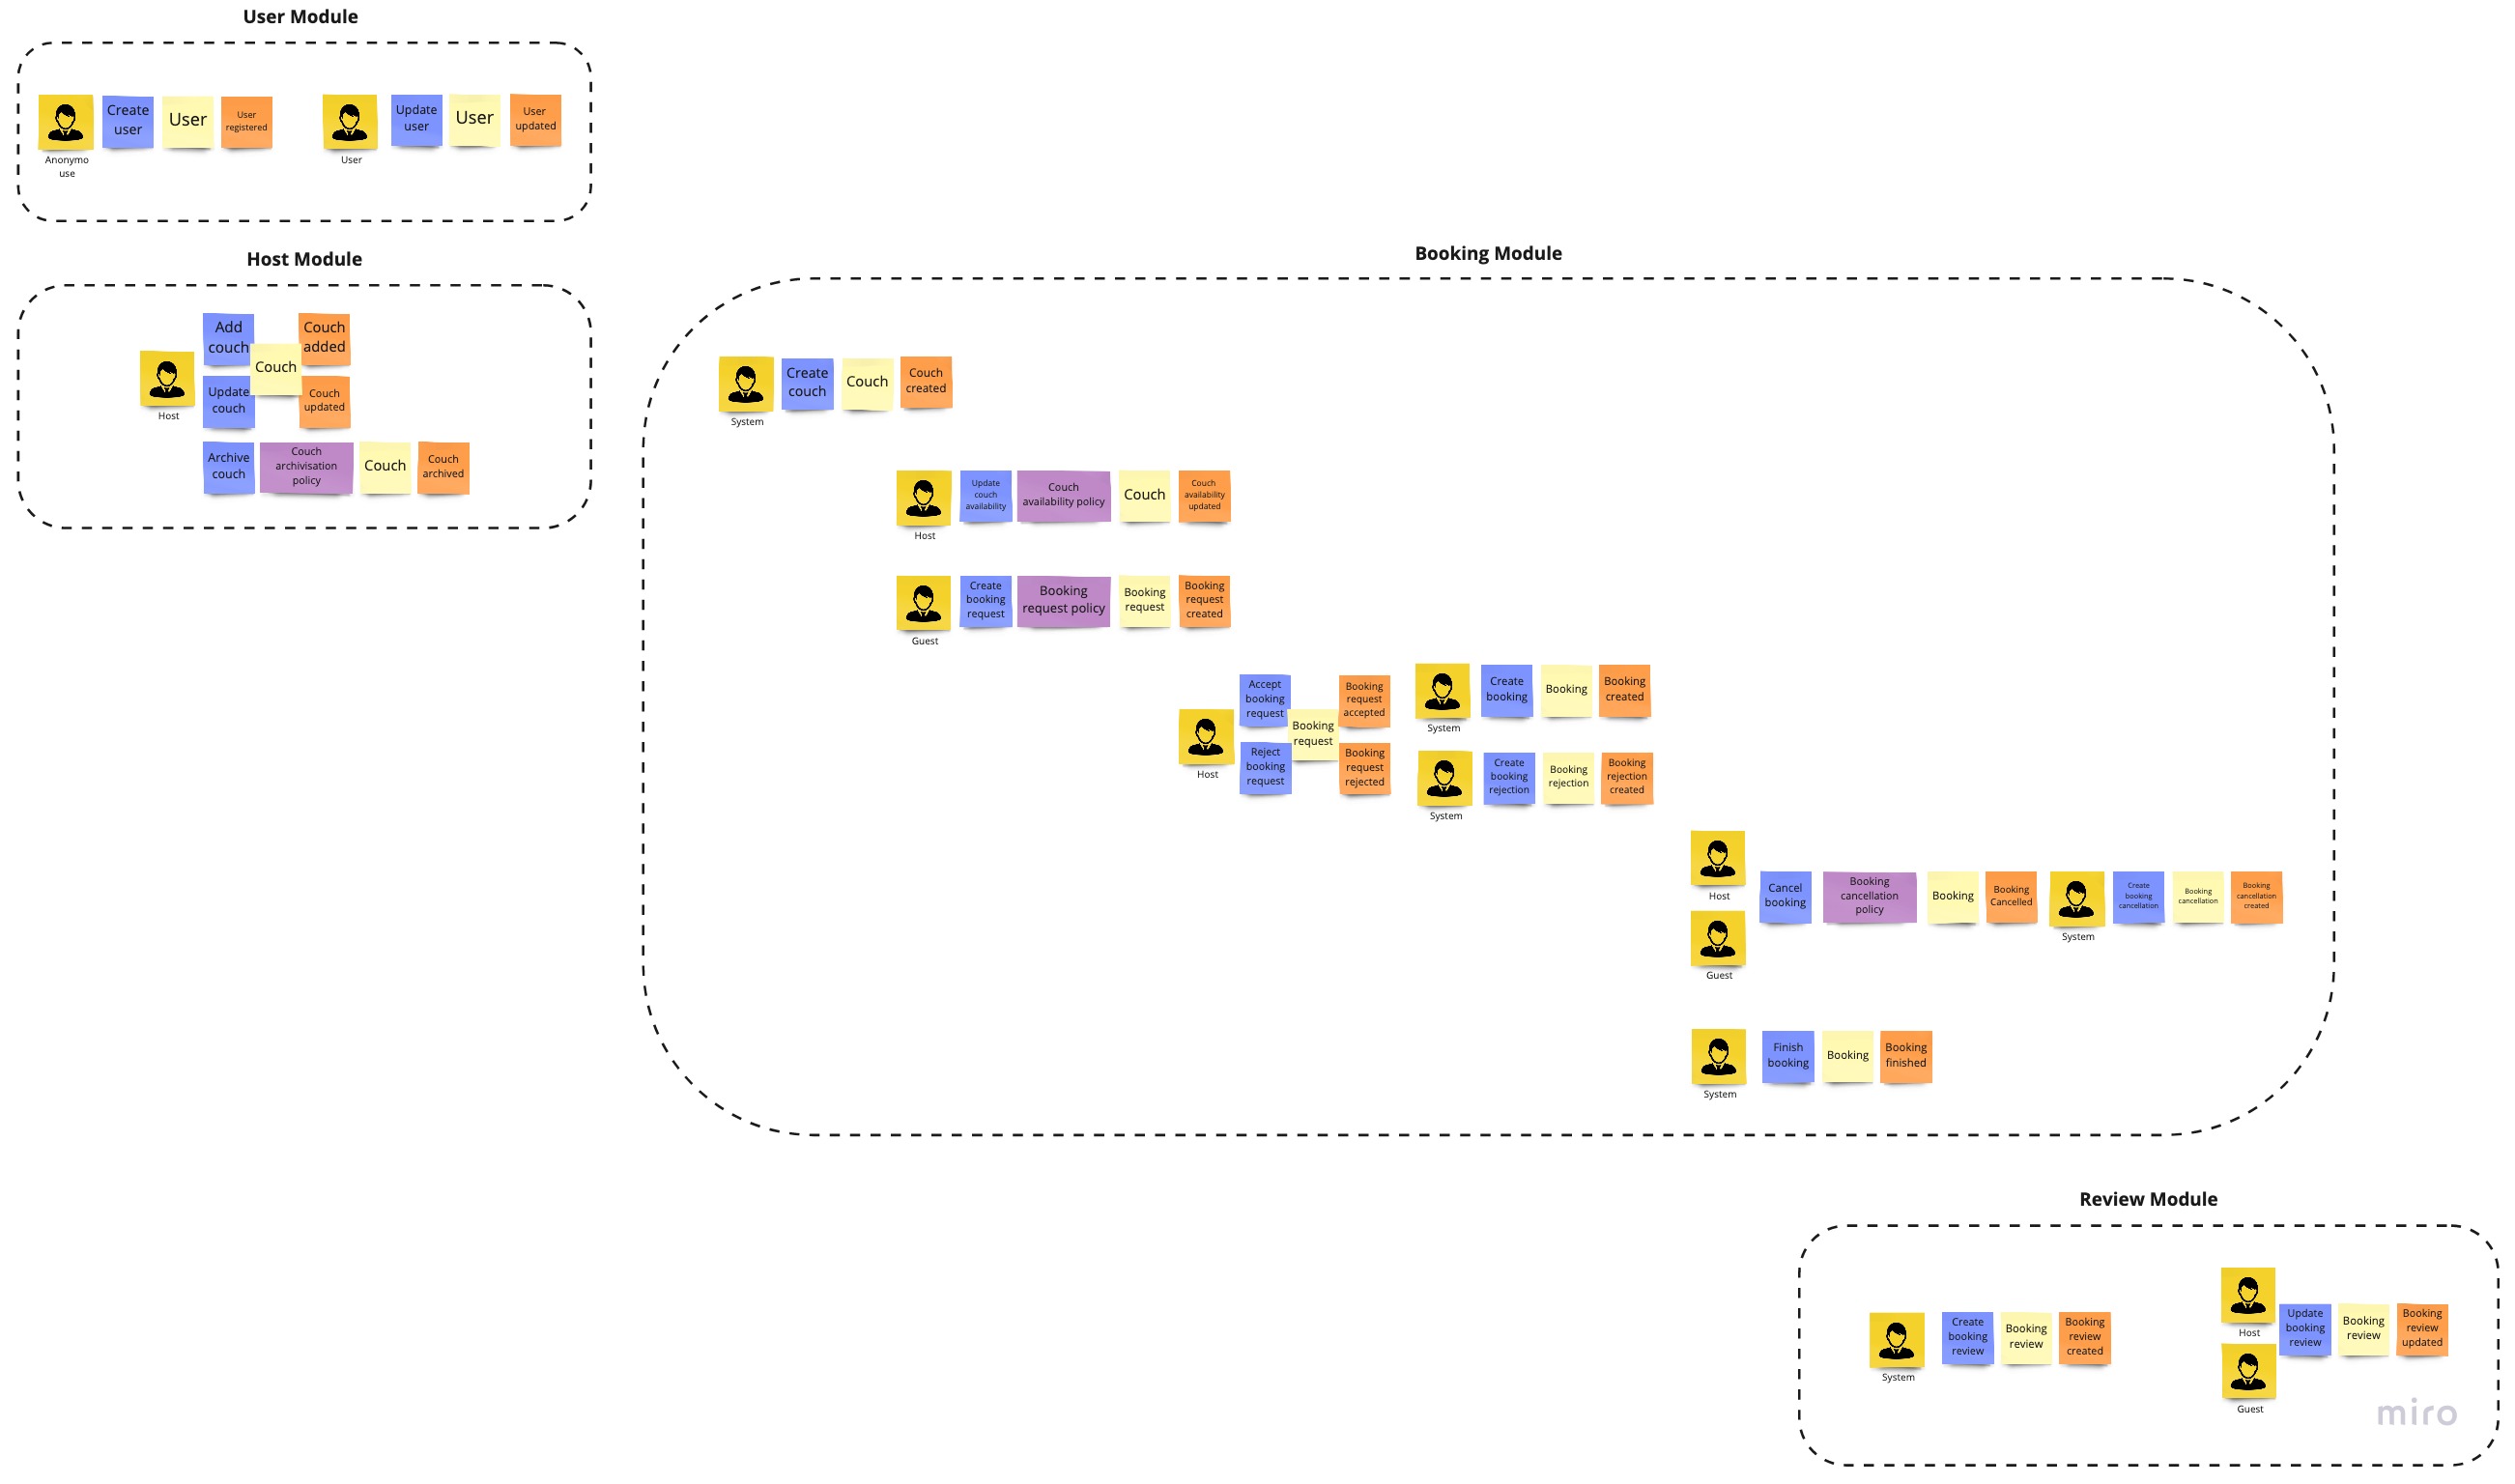 User Module
Create
user
User
User
registered
Anonymo
use
Update
user
User
User
updated
User
Host Module
Add
couch
Couch
added
Couch
Update
couch
Couch
updated
Host
Archive
couch
Couch
archivisation
policy
Couch
Couch
archived
Booking Module
Create
couch
Couch
Couch
created
System
Update
couch
availability
Couch
availability policy
Couch
Couch
availability
updated
Host
Create
booking
request
Booking
request policy
Booking
request
Booking
request
created
Guest
Accept
booking
request
Booking
request
accepted
Booking
request
Reject
booking
request
Booking
request
rejected
Host
Create
booking
Booking
Booking
created
System
Create
booking
rejection
Booking
rejection
Booking
rejection
created
System
Host
Guest
Cancel
booking
Booking
cancellation
policy
Booking
Booking
Cancelled
Create
booking
cancellation
Booking
cancellation
Booking
cancellation
created
System
Finish
booking
Booking
Booking
finished
System
Review Module
Create
booking
review
Booking
review
Booking
review
created
System
Host
Guest
Update
booking
review
Booking
review
Booking
review
updated
miro